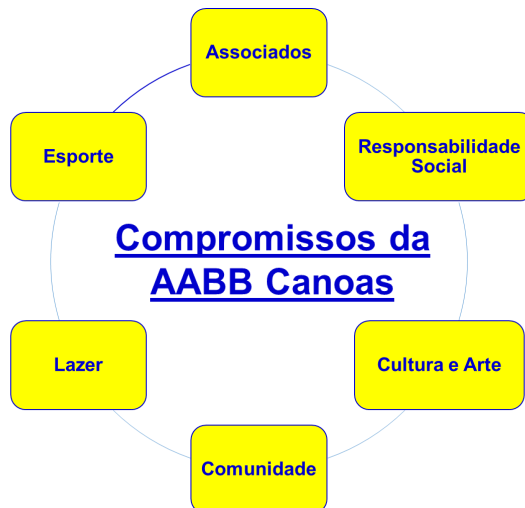 Associados
Esporte
Responsabilidade
Social
Compromissos da
AABB Canoas
Lazer
Cultura e Arte
Comunidade